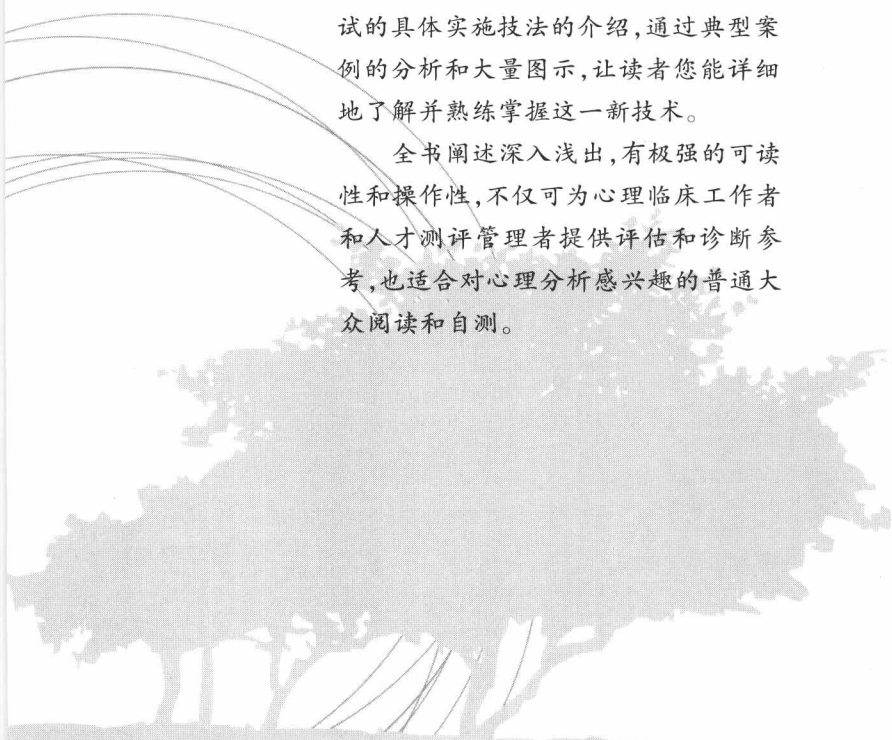 试的具体实施技法的介绍,通过典型案
例的分析和大量图示,让读者您能详细
地了解并熟练掌握这一新技术。
全书阐述深入浅出,有极强的可读
性和操作性,不仅可为心理临床工作者
和人才测评管理者提供评估和诊断参
考,也适合对心理分析感兴趣的普通大
众阅读和自测。